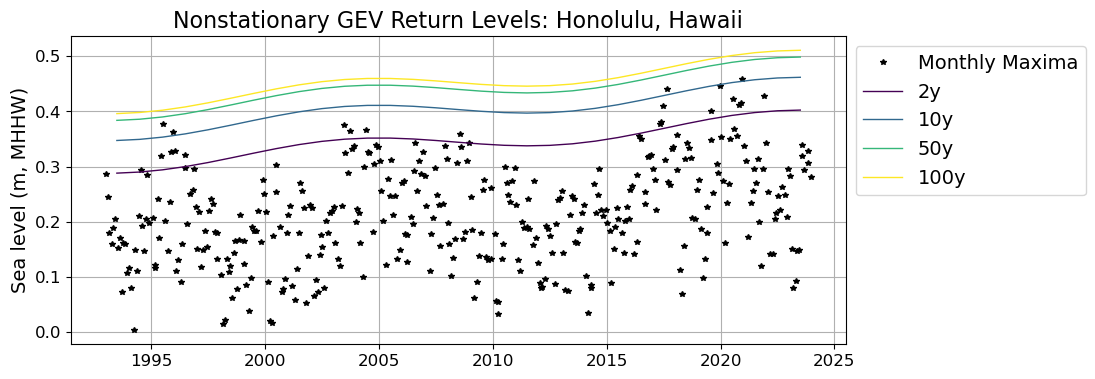 Nonstationary GEV Return Levels: Honolulu, Hawaii
Sea level (m, MHHW)
0.5
0.4
0.3
0.2
0.1
0.0
1995
2000
2005
2010
2015
2020
2025
Monthly Maxima
2y
10y
50y
100y